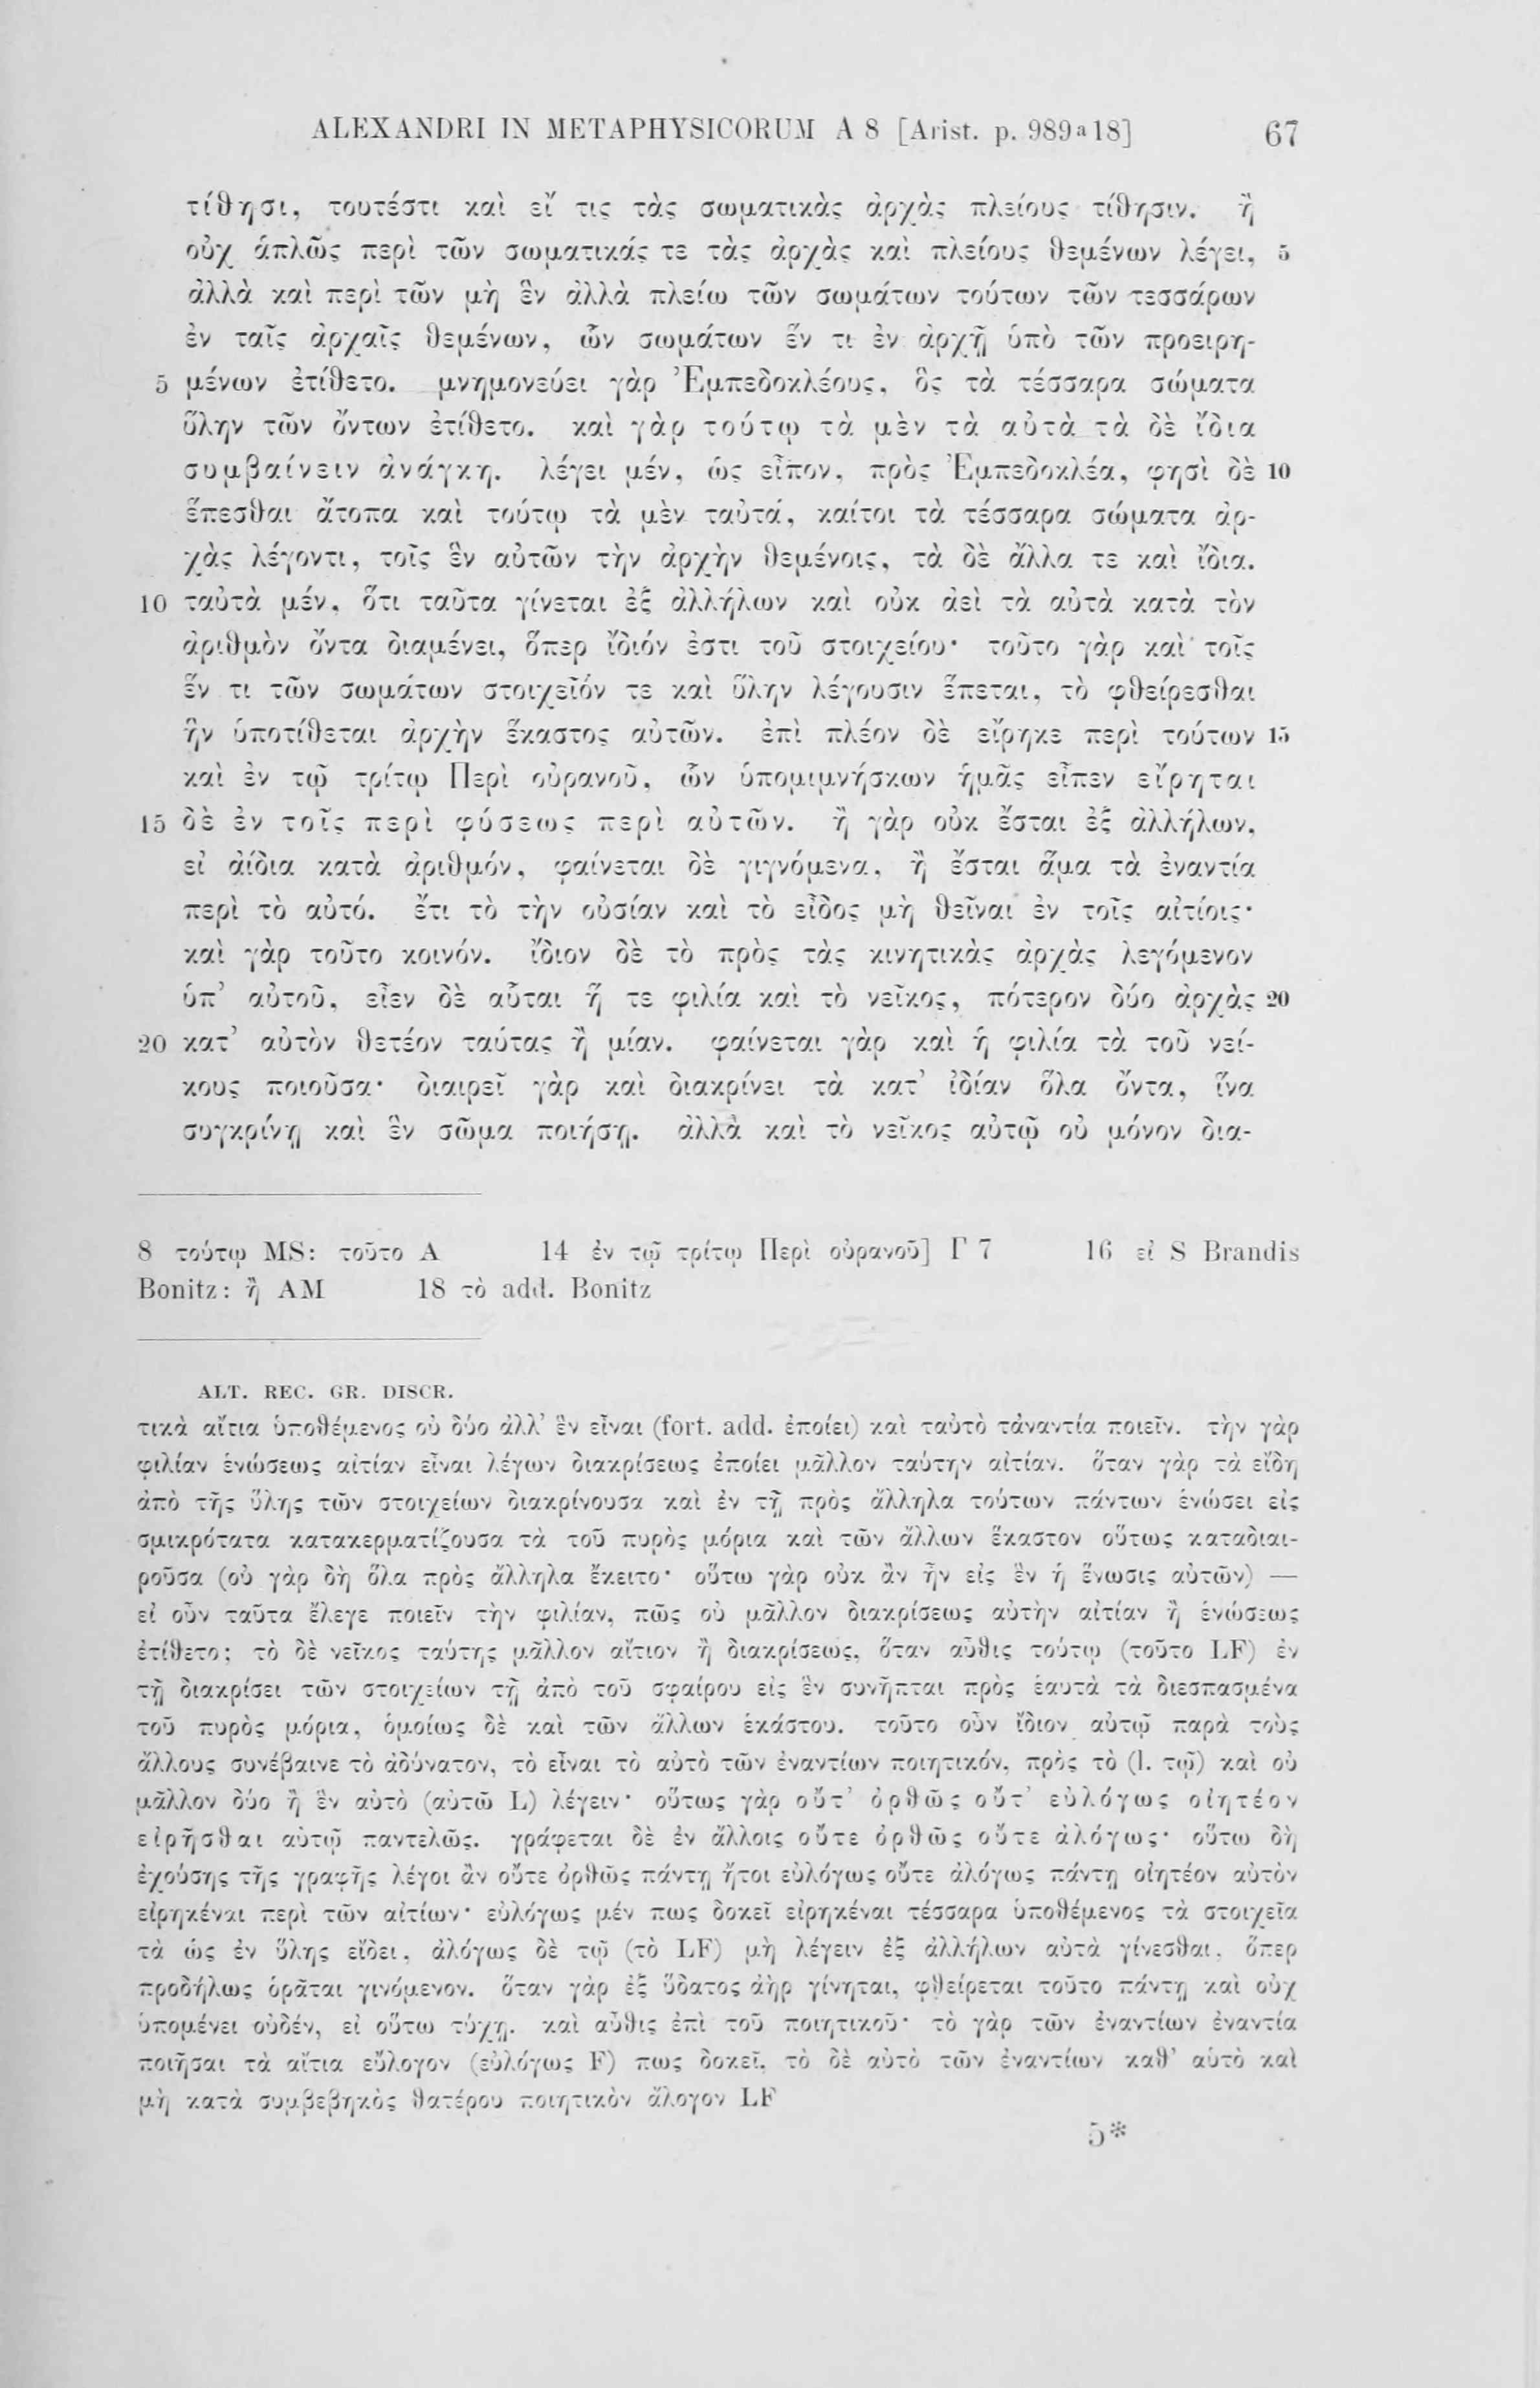 ALEXANDRI IN METAPHYSICORUM A 8 [Arist. p. 989ᵃ18] 67
τίθησι, τουτέστι καὶ εἴ τις τὰς σωματικὰς ἀρχὰς πλείους τίθησιν. ἢ
οὐχ ἁπλῶς περὶ τῶν σωματικάς τε τὰς ἀρχὰς καὶ πλείους θεμένων λέγει, 5
ἀλλὰ καὶ περὶ τῶν μὴ ἓν ἀλλὰ πλείω τῶν σωμάτων τούτων τῶν τεσσάρων
ἐν ταῖς ἀρχαῖς θεμένων, ὧν σωμάτων ἕν τι ἐν ἀρχῇ ὑπὸ τῶν προειρη-
5 μένων ἐτίθετο. μνημονεύει γὰρ Ἐμπεδοκλέους, ὃς τὰ τέσσαρα σώματα
ὕλην τῶν ὄντων ἐτίθετο. καὶ γὰρ τούτῳ τὰ μὲν τὰ αὐτὰ τὰ δὲ ἴδια
συμβαίνειν ἀνάγκη. λέγει μέν, ὡς εἶπον, πρὸς Ἐμπεδοκλέα, φησὶ δὲ 10
ἕπεσθαι ἄτοπα καὶ τούτῳ τὰ μὲν ταὐτά, καίτοι τὰ τέσσαρα σώματα ἀρ-
χὰς λέγοντι, τοῖς ἓν αὐτῶν τὴν ἀρχὴν θεμένοις, τὰ δὲ ἄλλα τε καὶ ἴδια.
10 ταὐτὰ μέν, ὅτι ταῦτα γίνεται ἐξ ἀλλήλων καὶ οὐκ ἀεὶ τὰ αὐτὰ κατὰ τὸν
ἀριθμὸν ὄντα διαμένει, ὅπερ ἴδιόν ἐστι τοῦ στοιχείου· τοῦτο γὰρ καὶ τοῖς
ἕν τι τῶν σωμάτων στοιχεῖόν τε καὶ ὕλην λέγουσιν ἕπεται, τὸ φθείρεσθαι
ἣν ὑποτίθεται ἀρχὴν ἕκαστος αὐτῶν. ἐπὶ πλέον δὲ εἴρηκε περὶ τούτων 15
καὶ ἐν τῷ τρίτῳ Περὶ οὐρανοῦ, ὧν ὑπομιμνήσκων ἡμᾶς εἶπεν εἴρηται
15 δὲ ἐν τοῖς περὶ φύσεως περὶ αὐτῶν. ἢ γὰρ οὐκ ἔσται ἐξ ἀλλήλων,
εἰ ἀίδια κατὰ ἀριθμόν, φαίνεται δὲ γιγνόμενα, ἢ ἔσται ἅμα τὰ ἐναντία
περὶ τὸ αὐτό. ἔτι τὸ τὴν οὐσίαν καὶ τὸ εἶδος μὴ θεῖναι ἐν τοῖς αἰτίοις·
καὶ γὰρ τοῦτο κοινόν. ἴδιον δὲ τὸ πρὸς τὰς κινητικὰς ἀρχὰς λεγόμενον
ὑπ’ αὐτοῦ, εἶεν δὲ αὗται ἥ τε φιλία καὶ τὸ νεῖκος, πότερον δύο ἀρχὰς 20
20 κατ’ αὐτὸν θετέον ταύτας ἢ μίαν. φαίνεται γὰρ καὶ ἡ φιλία τὰ τοῦ νεί-
κους ποιοῦσα· διαιρεῖ γὰρ καὶ διακρίνει τὰ κατ’ ἰδίαν ὅλα ὄντα, ἵνα
συγκρίνῃ καὶ ἓν σῶμα ποιήσῃ. ἀλλὰ καὶ τὸ νεῖκος αὐτῷ οὐ μόνον δια-
8 τούτῳ MS: τοῦτο A 14 ἐν τῷ τρίτῳ Περὶ οὐρανοῦ] Γ 7 16 εἰ S Brandis
Bonitz: ἢ AM 18 τὸ add. Bonitz
ALT. REC. GR. DISCR.
τικὰ αἴτια ὑποθέμενος οὐ δύο ἀλλ’ ἓν εἶναι (fort. add. ἐποίει) καὶ ταὐτὸ τἀναντία ποιεῖν. τὴν γὰρ
φιλίαν ἑνώσεως αἰτίαν εἶναι λέγων διακρίσεως ἐποίει μᾶλλον ταύτην αἰτίαν. ὅταν γὰρ τὰ εἴδη
ἀπὸ τῆς ὕλης τῶν στοιχείων διακρίνουσα καὶ ἐν τῇ πρὸς ἄλληλα τούτων πάντων ἑνώσει εἰς
σμικρότατα κατακερματίζουσα τὰ τοῦ πυρὸς μόρια καὶ τῶν ἄλλων ἕκαστον οὕτως καταδιαι-
ροῦσα (οὐ γὰρ δὴ ὅλα πρὸς ἄλληλα ἔκειτο· οὕτω γὰρ οὐκ ἂν ἦν εἰς ἓν ἡ ἕνωσις αὐτῶν) —
εἰ οὖν ταῦτα ἔλεγε ποιεῖν τὴν φιλίαν, πῶς οὐ μᾶλλον διακρίσεως αὐτὴν αἰτίαν ἢ ἑνώσεως
ἐτίθετο; τὸ δὲ νεῖκος ταύτης μᾶλλον αἴτιον ἢ διακρίσεως, ὅταν αὖθις τούτῳ (τοῦτο LF) ἐν
τῇ διακρίσει τῶν στοιχείων τῇ ἀπὸ τοῦ σφαίρου εἰς ἓν συνῆπται πρὸς ἑαυτὰ τὰ διεσπασμένα
τοῦ πυρὸς μόρια, ὁμοίως δὲ καὶ τῶν ἄλλων ἑκάστου. τοῦτο οὖν ἴδιον αὐτῷ παρὰ τοὺς
ἄλλους συνέβαινε τὸ ἀδύνατον, τὸ εἶναι τὸ αὐτὸ τῶν ἐναντίων ποιητικόν, πρὸς τὸ (l. τῷ) καὶ οὐ
μᾶλλον δύο ἢ ἓν αὐτὸ (αὐτῶ L) λέγειν· οὕτως γὰρ οὔτ’ ὀρθῶς οὔτ’ εὐλόγως οἰητέον
εἰρῆσθαι αὐτῷ παντελῶς. γράφεται δὲ ἐν ἄλλοις οὔτε ὀρθῶς οὔτε ἀλόγως· οὕτω δὴ
ἐχούσης τῆς γραφῆς λέγοι ἂν οὔτε ὀρθῶς πάντῃ ἤτοι εὐλόγως οὔτε ἀλόγως πάντῃ οἰητέον αὐτὸν
εἰρηκέναι περὶ τῶν αἰτίων· εὐλόγως μέν πως δοκεῖ εἰρηκέναι τέσσαρα ὑποθέμενος τὰ στοιχεῖα
τὰ ὡς ἐν ὕλης εἴδει, ἀλόγως δὲ τῷ (τὸ LF) μὴ λέγειν ἐξ ἀλλήλων αὐτὰ γίνεσθαι, ὅπερ
προδήλως ὁρᾶται γινόμενον. ὅταν γὰρ ἐξ ὕδατος ἀὴρ γίνηται, φθείρεται τοῦτο πάντῃ καὶ οὐχ
ὑπομένει οὐδέν, εἰ οὕτω τύχῃ. καὶ αὖθις ἐπὶ τοῦ ποιητικοῦ· τὸ γὰρ τῶν ἐναντίων ἐναντία
ποιῆσαι τὰ αἴτια εὔλογον (εὐλόγως F) πως δοκεῖ, τὸ δὲ αὐτὸ τῶν ἐναντίων καθ’ αὑτὸ καὶ
μὴ κατὰ συμβεβηκὸς θατέρου ποιητικὸν ἄλογον LF
5*